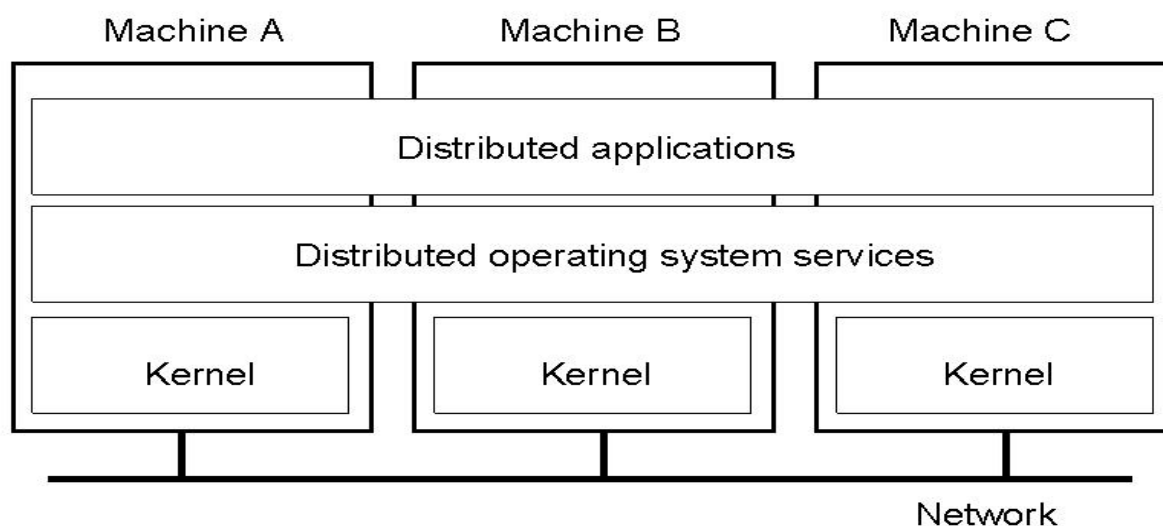 Machine A
Machine B
Machine C
Distributed applications
Distributed operating system services
Kernel
Kernel
Kernel
Network